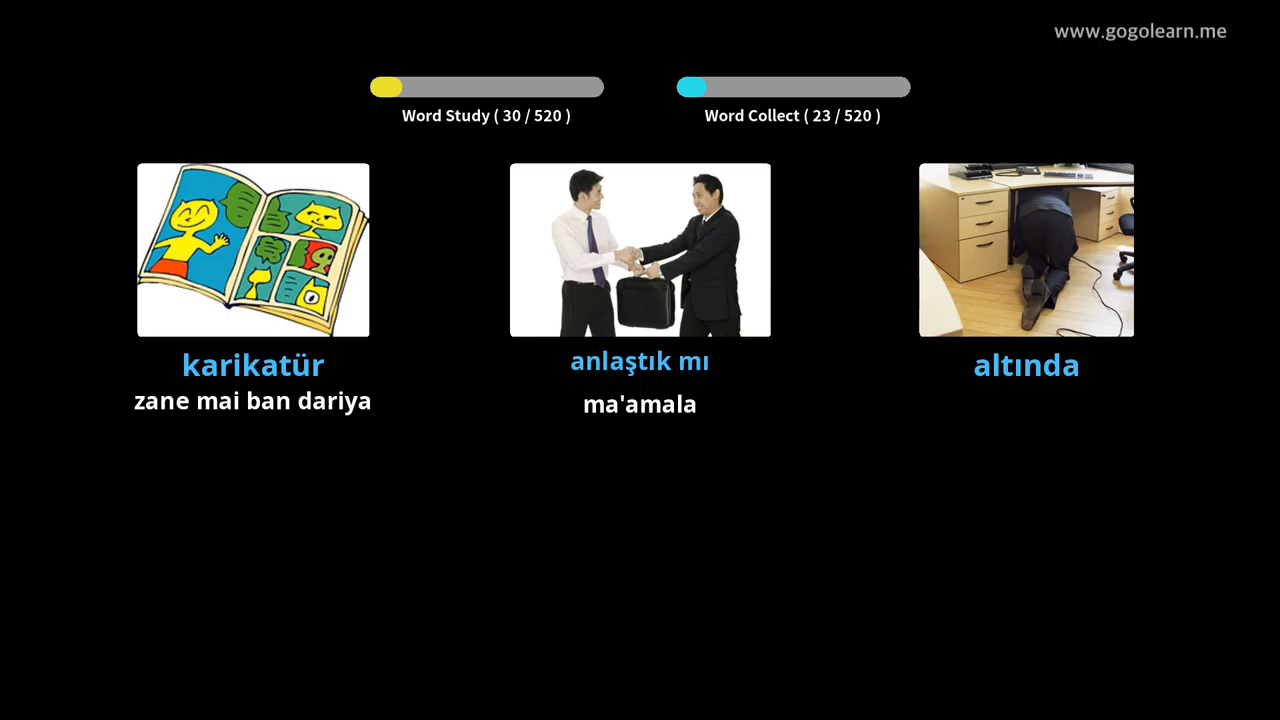 www.gogolearn.me
Word Study ( 30 / 520 )
Word Collect ( 23 / 520 )
karikatür
zane mai ban dariya
anlaştık mı
ma'amala
altında